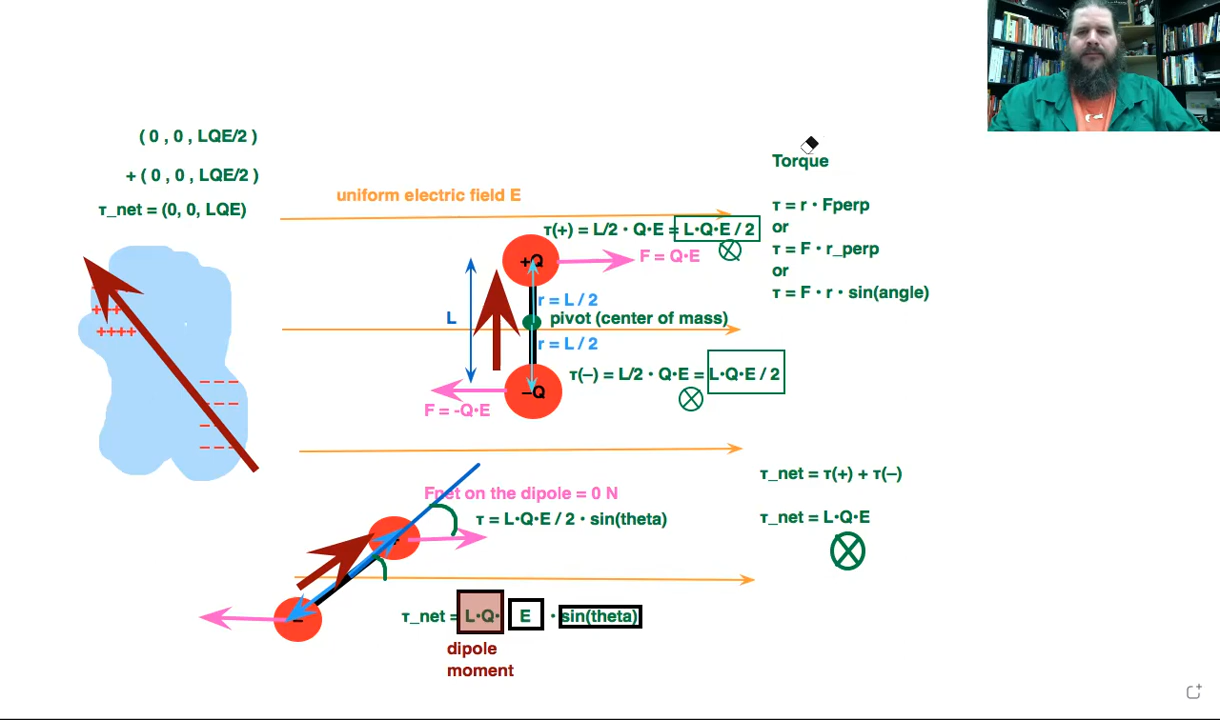 ( 0 , 0 , LQE/2 )
+ ( 0 , 0 , LQE/2 )
τ_net = (0, 0, LQE)
+++
++++
– – –
– – –
– – –
– – –
uniform electric field E
τ(+) = L/2 · Q·E = L·Q·E / 2
+Q
F = Q·E
r = L / 2
L
pivot (center of mass)
r = L / 2
τ(–) = L/2 · Q·E = L·Q·E / 2
–Q
F = -Q·E
Torque
τ = r · Fperp
or
τ = F · r_perp
or
τ = F · r · sin(angle)
τ_net = τ(+) + τ(–)
τ_net = L·Q·E
Fnet on the dipole = 0 N
τ = L·Q·E / 2 · sin(theta)
–
τ_net = L·Q· E · sin(theta)
dipole
moment